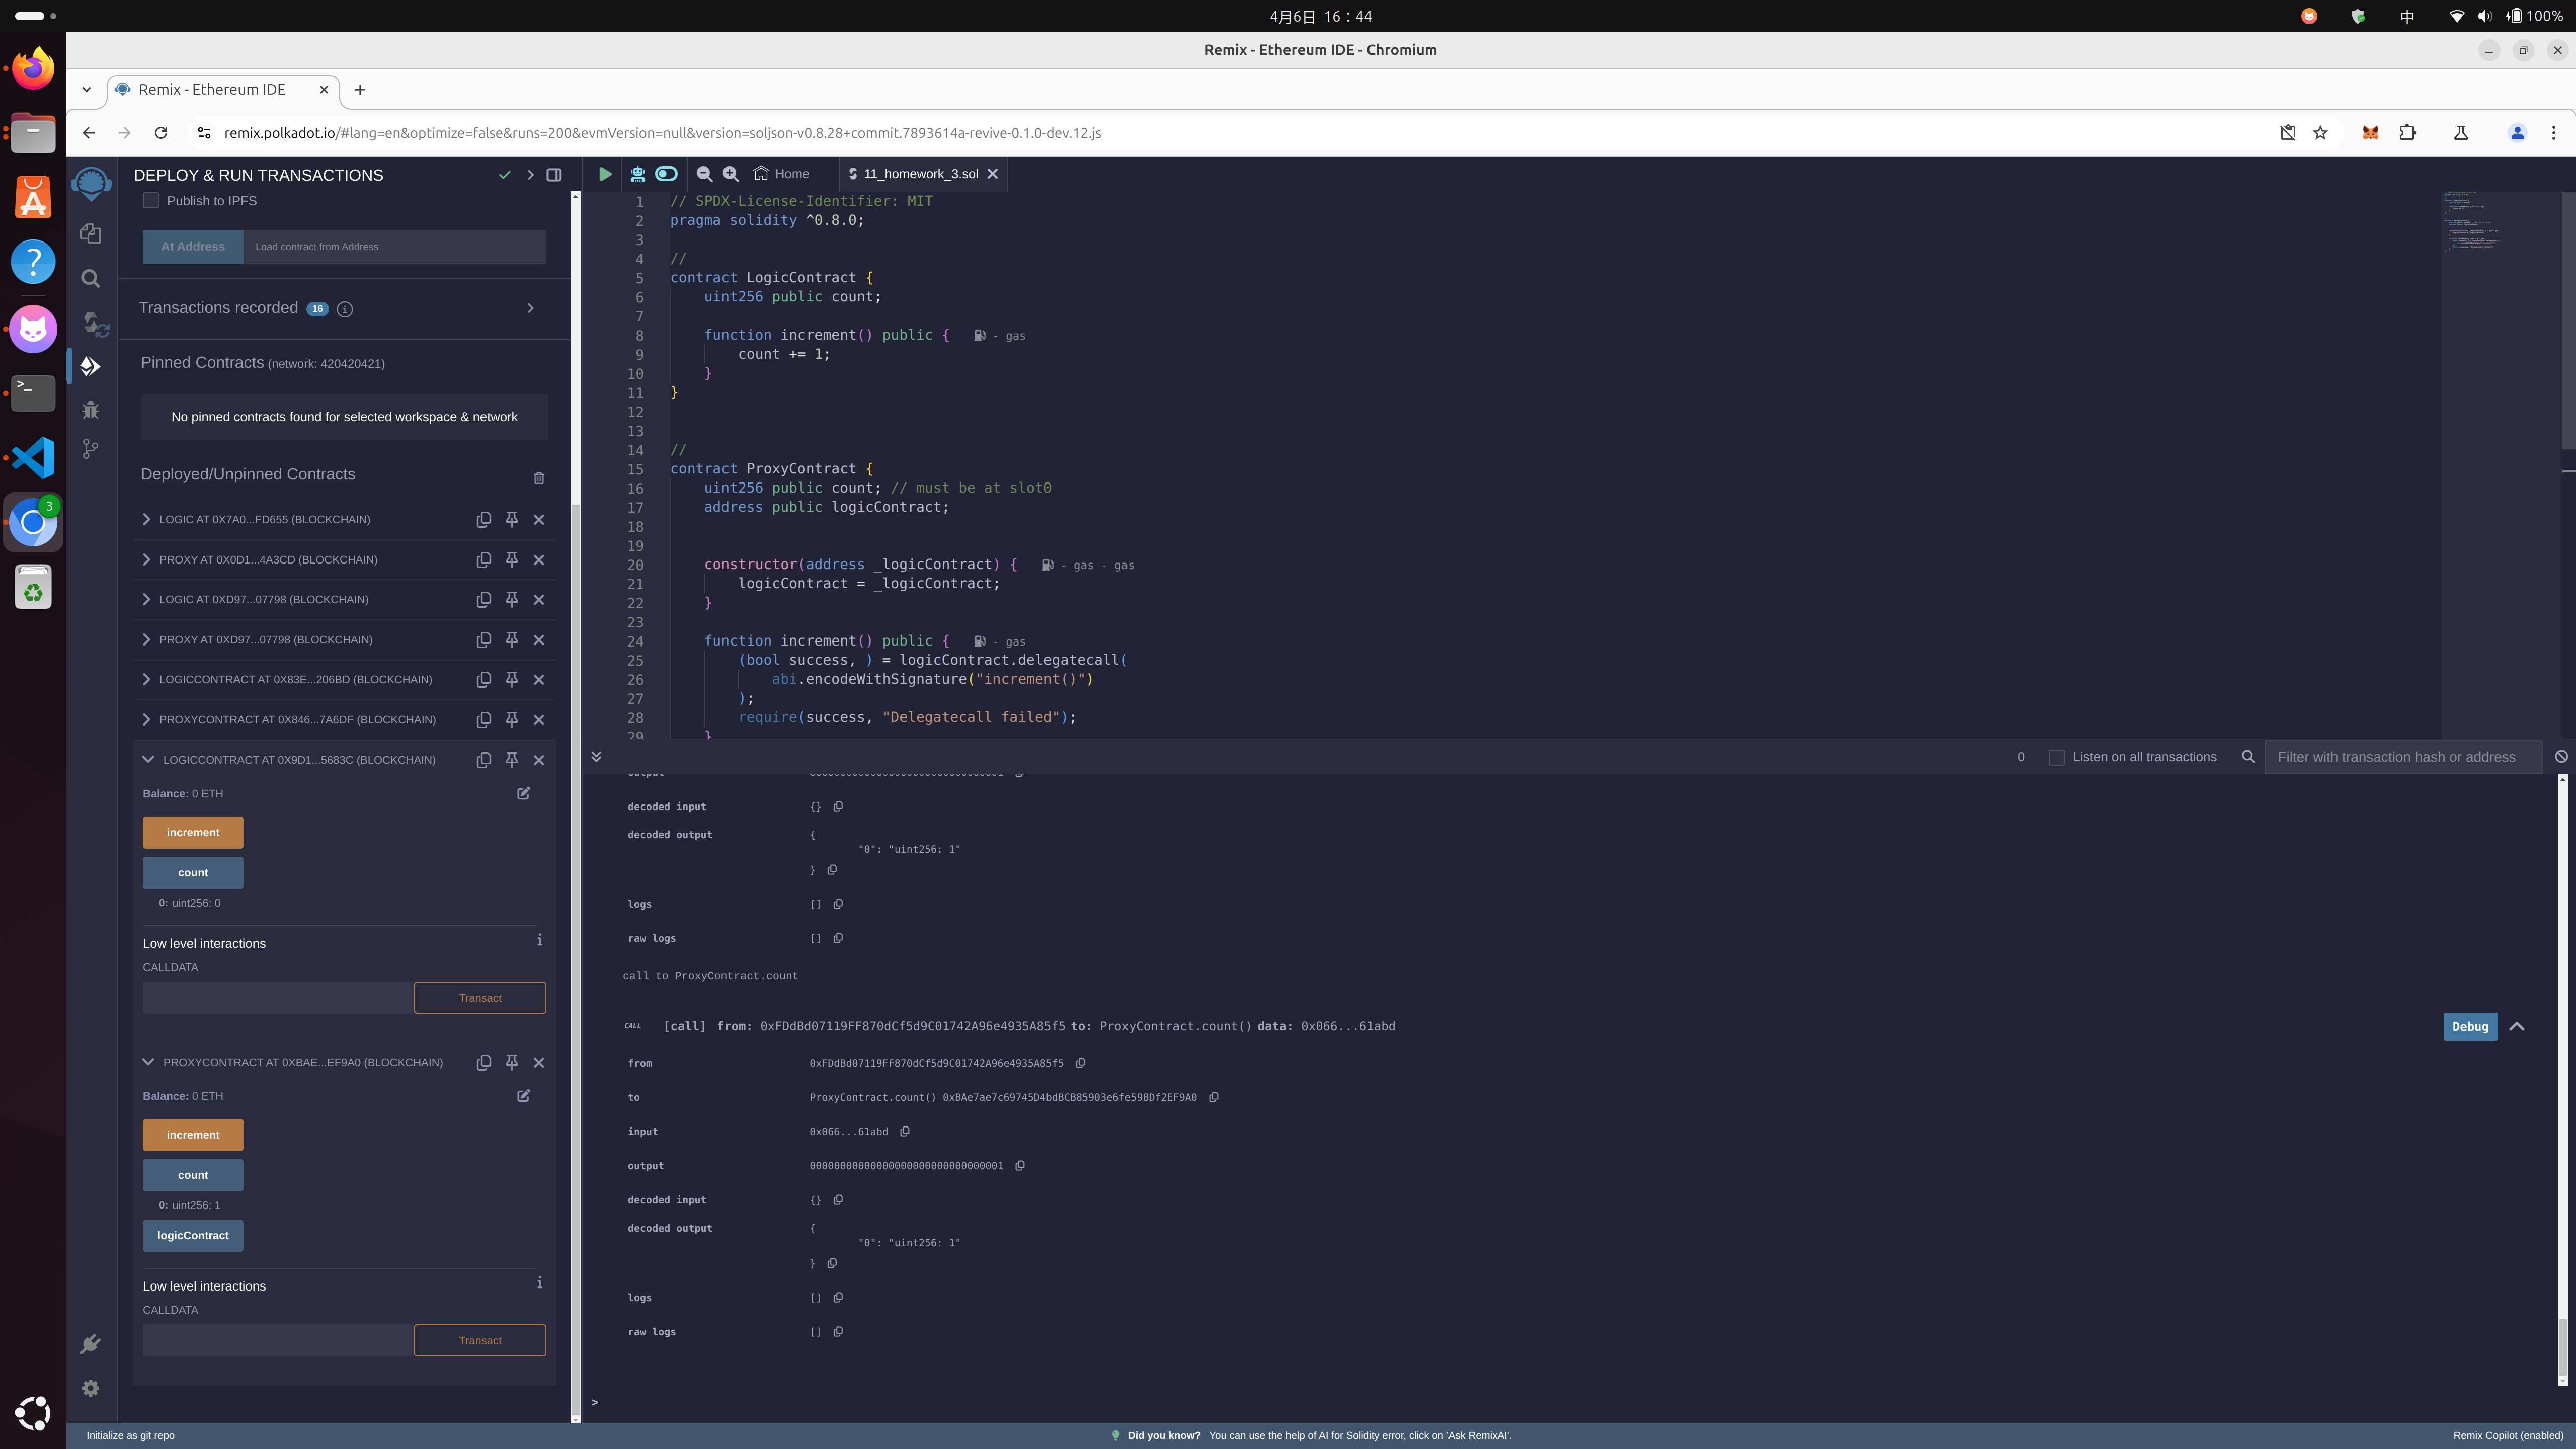 4月6日 16：44
中
100%
Remix - Ethereum IDE - Chromium
Remix - Ethereum IDE
remix.polkadot.io/#lang=en&optimize=false&runs=200&evmVersion=null&version=soljson-v0.8.28+commit.7893614a-revive-0.1.0-dev.12.js
3
DEPLOY & RUN TRANSACTIONS
Publish to IPFS
At Address Load contract from Address
Transactions recorded 16
Pinned Contracts (network: 420420421)
No pinned contracts found for selected workspace & network
Deployed/Unpinned Contracts
LOGIC AT 0X7A0...FD655 (BLOCKCHAIN)
PROXY AT 0X0D1...4A3CD (BLOCKCHAIN)
LOGIC AT 0XD97...07798 (BLOCKCHAIN)
PROXY AT 0XD97...07798 (BLOCKCHAIN)
LOGICCONTRACT AT 0X83E...206BD (BLOCKCHAIN)
PROXYCONTRACT AT 0X846...7A6DF (BLOCKCHAIN)
LOGICCONTRACT AT 0X9D1...5683C (BLOCKCHAIN)
Balance: 0 ETH
increment
count
0: uint256: 0
Low level interactions
CALLDATA
Transact
PROXYCONTRACT AT 0XBAE...EF9A0 (BLOCKCHAIN)
Balance: 0 ETH
increment
count
0: uint256: 1
logicContract
Low level interactions
CALLDATA
Transact
Home
11_homework_3.sol
1 // SPDX-License-Identifier: MIT
2 pragma solidity ^0.8.0;
3
4 //
5 contract LogicContract {
6 uint256 public count;
7
8 function increment() public { - gas
9 count += 1;
10 }
11 }
12
13
14 //
15 contract ProxyContract {
16 uint256 public count; // must be at slot0
17 address public logicContract;
18
19
20 constructor(address _logicContract) { - gas - gas
21 logicContract = _logicContract;
22 }
23
24 function increment() public { - gas
25 (bool success, ) = logicContract.delegatecall(
26 abi.encodeWithSignature("increment()")
27 );
28 require(success, "Delegatecall failed");
29 }
0 Listen on all transactions Filter with transaction hash or address
decoded input {}
decoded output {
"0": "uint256: 1"
}
logs []
raw logs []
call to ProxyContract.count
CALL [call] from: 0xFDdBd07119FF870dCf5d9C01742A96e4935A85f5 to: ProxyContract.count() data: 0x066...61abd
Debug
from 0xFDdBd07119FF870dCf5d9C01742A96e4935A85f5
to ProxyContract.count() 0xBAe7ae7c69745D4bdBCB85903e6fe598Df2EF9A0
input 0x066...61abd
output 00000000000000000000000000000001
decoded input {}
decoded output {
"0": "uint256: 1"
}
logs []
raw logs []
>
Initialize as git repo
Did you know? You can use the help of AI for Solidity error, click on 'Ask RemixAI'.
Remix Copilot (enabled)